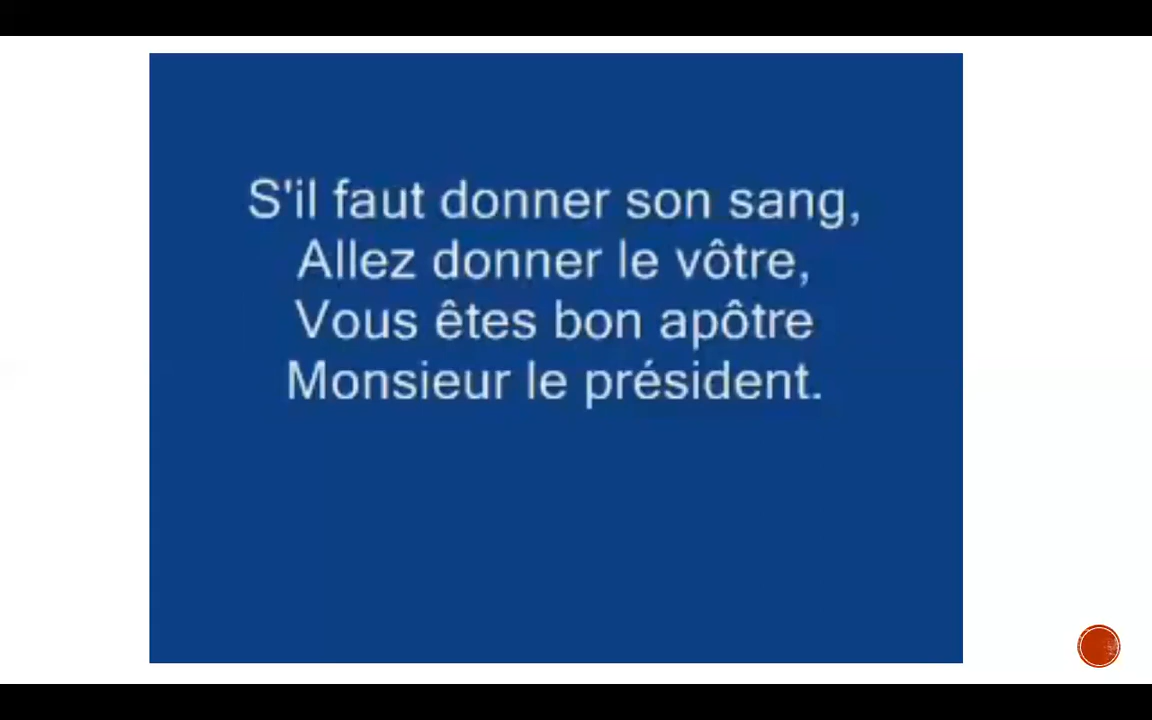 S'il faut donner son sang,
Allez donner le vôtre,
Vous êtes bon apôtre
Monsieur le président.